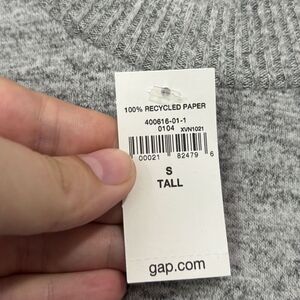 100% RECYCLED PAPER
400616-01-1
0104 XVN1021
00021 82479 6
S
TALL
gap.com